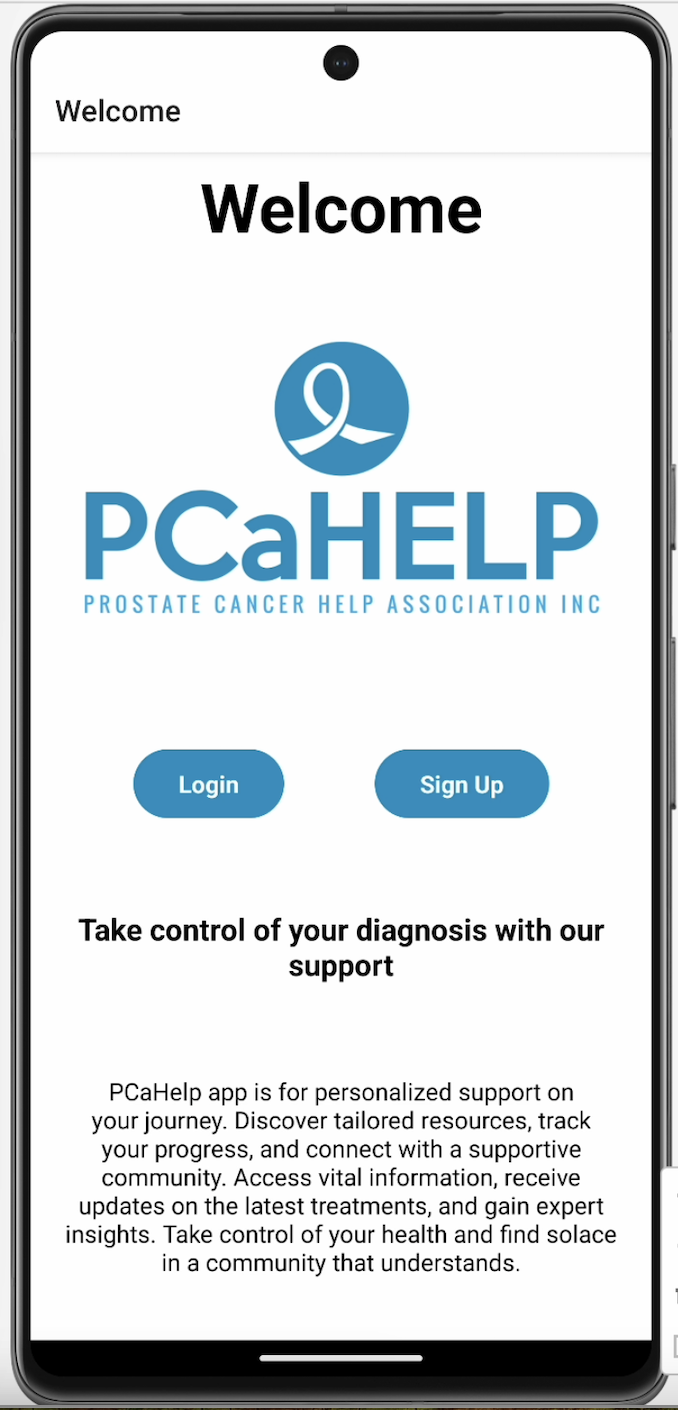 Welcome
Welcome
PCaHELP
PROSTATE CANCER HELP ASSOCIATION INC
Login
Sign Up
Take control of your diagnosis with our
support
PCaHelp app is for personalized support on
your journey. Discover tailored resources, track
your progress, and connect with a supportive
community. Access vital information, receive
updates on the latest treatments, and gain expert
insights. Take control of your health and find solace
in a community that understands.